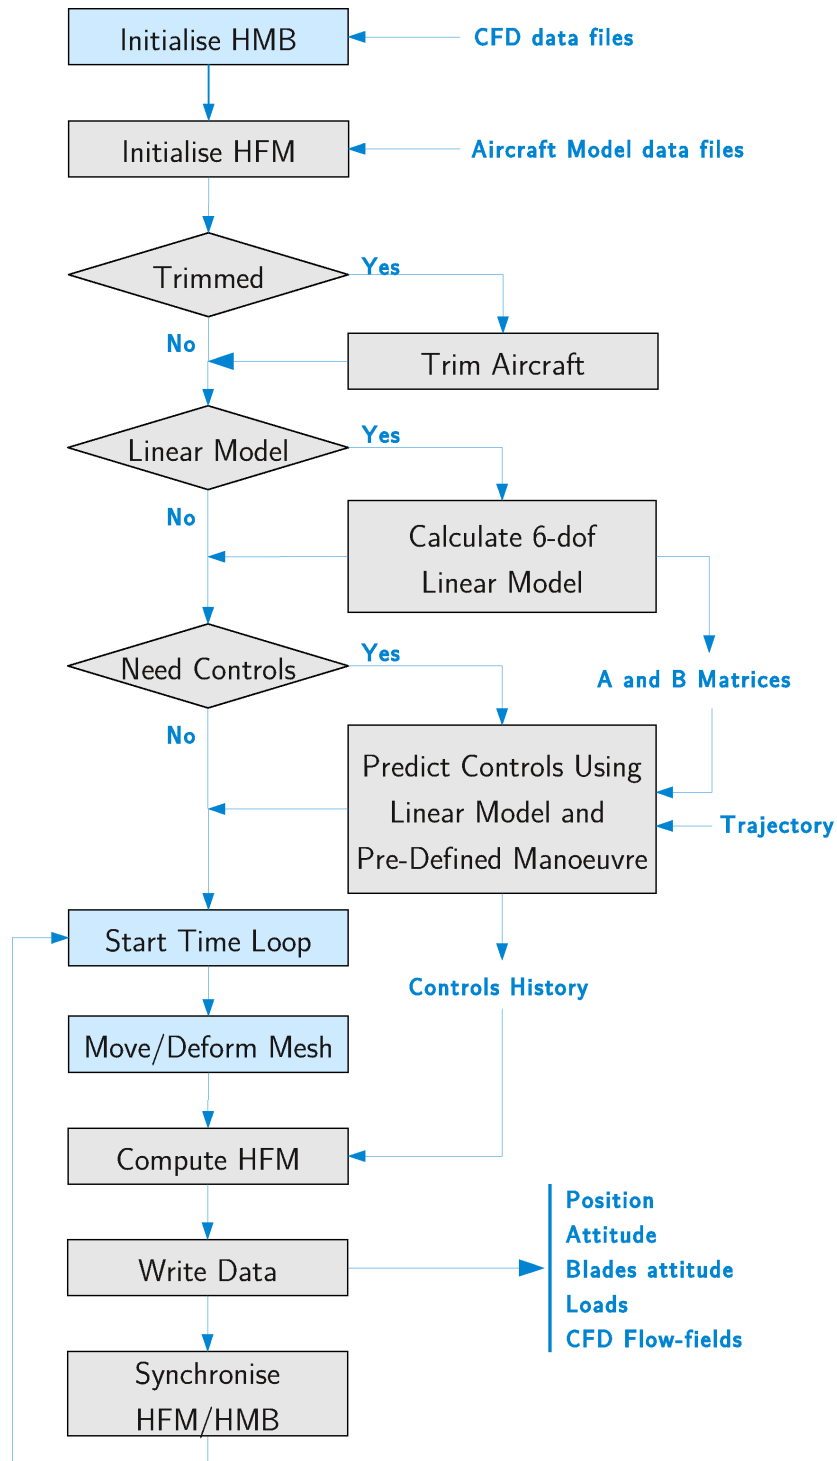 Initialise HMB
CFD data files
Initialise HFM
Aircraft Model data files
Trimmed
Yes
No
Trim Aircraft
Linear Model
Yes
No
Calculate 6-dof
Linear Model
Need Controls
Yes
A and B Matrices
No
Predict Controls Using
Linear Model and
Pre-Defined Manoeuvre
Trajectory
Start Time Loop
Controls History
Move/Deform Mesh
Compute HFM
Write Data
Position
Attitude
Blades attitude
Loads
CFD Flow-fields
Synchronise
HFM/HMB